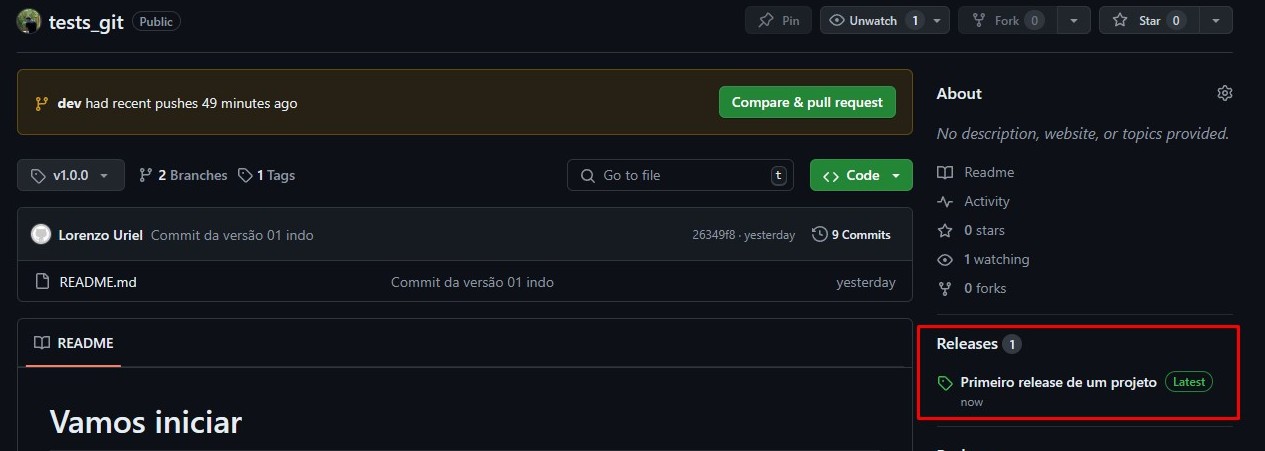 tests_git Public
Pin
Unwatch 1
Fork 0
Star 0
dev had recent pushes 49 minutes ago
Compare & pull request
v1.0.0
2 Branches
1 Tags
Go to file t
Code
Lorenzo Uriel Commit da versão 01 indo
26349f8 · yesterday
9 Commits
README.md Commit da versão 01 indo yesterday
README
Vamos iniciar
About
No description, website, or topics provided.
Readme
Activity
0 stars
1 watching
0 forks
Releases 1
Primeiro release de um projeto Latest
now